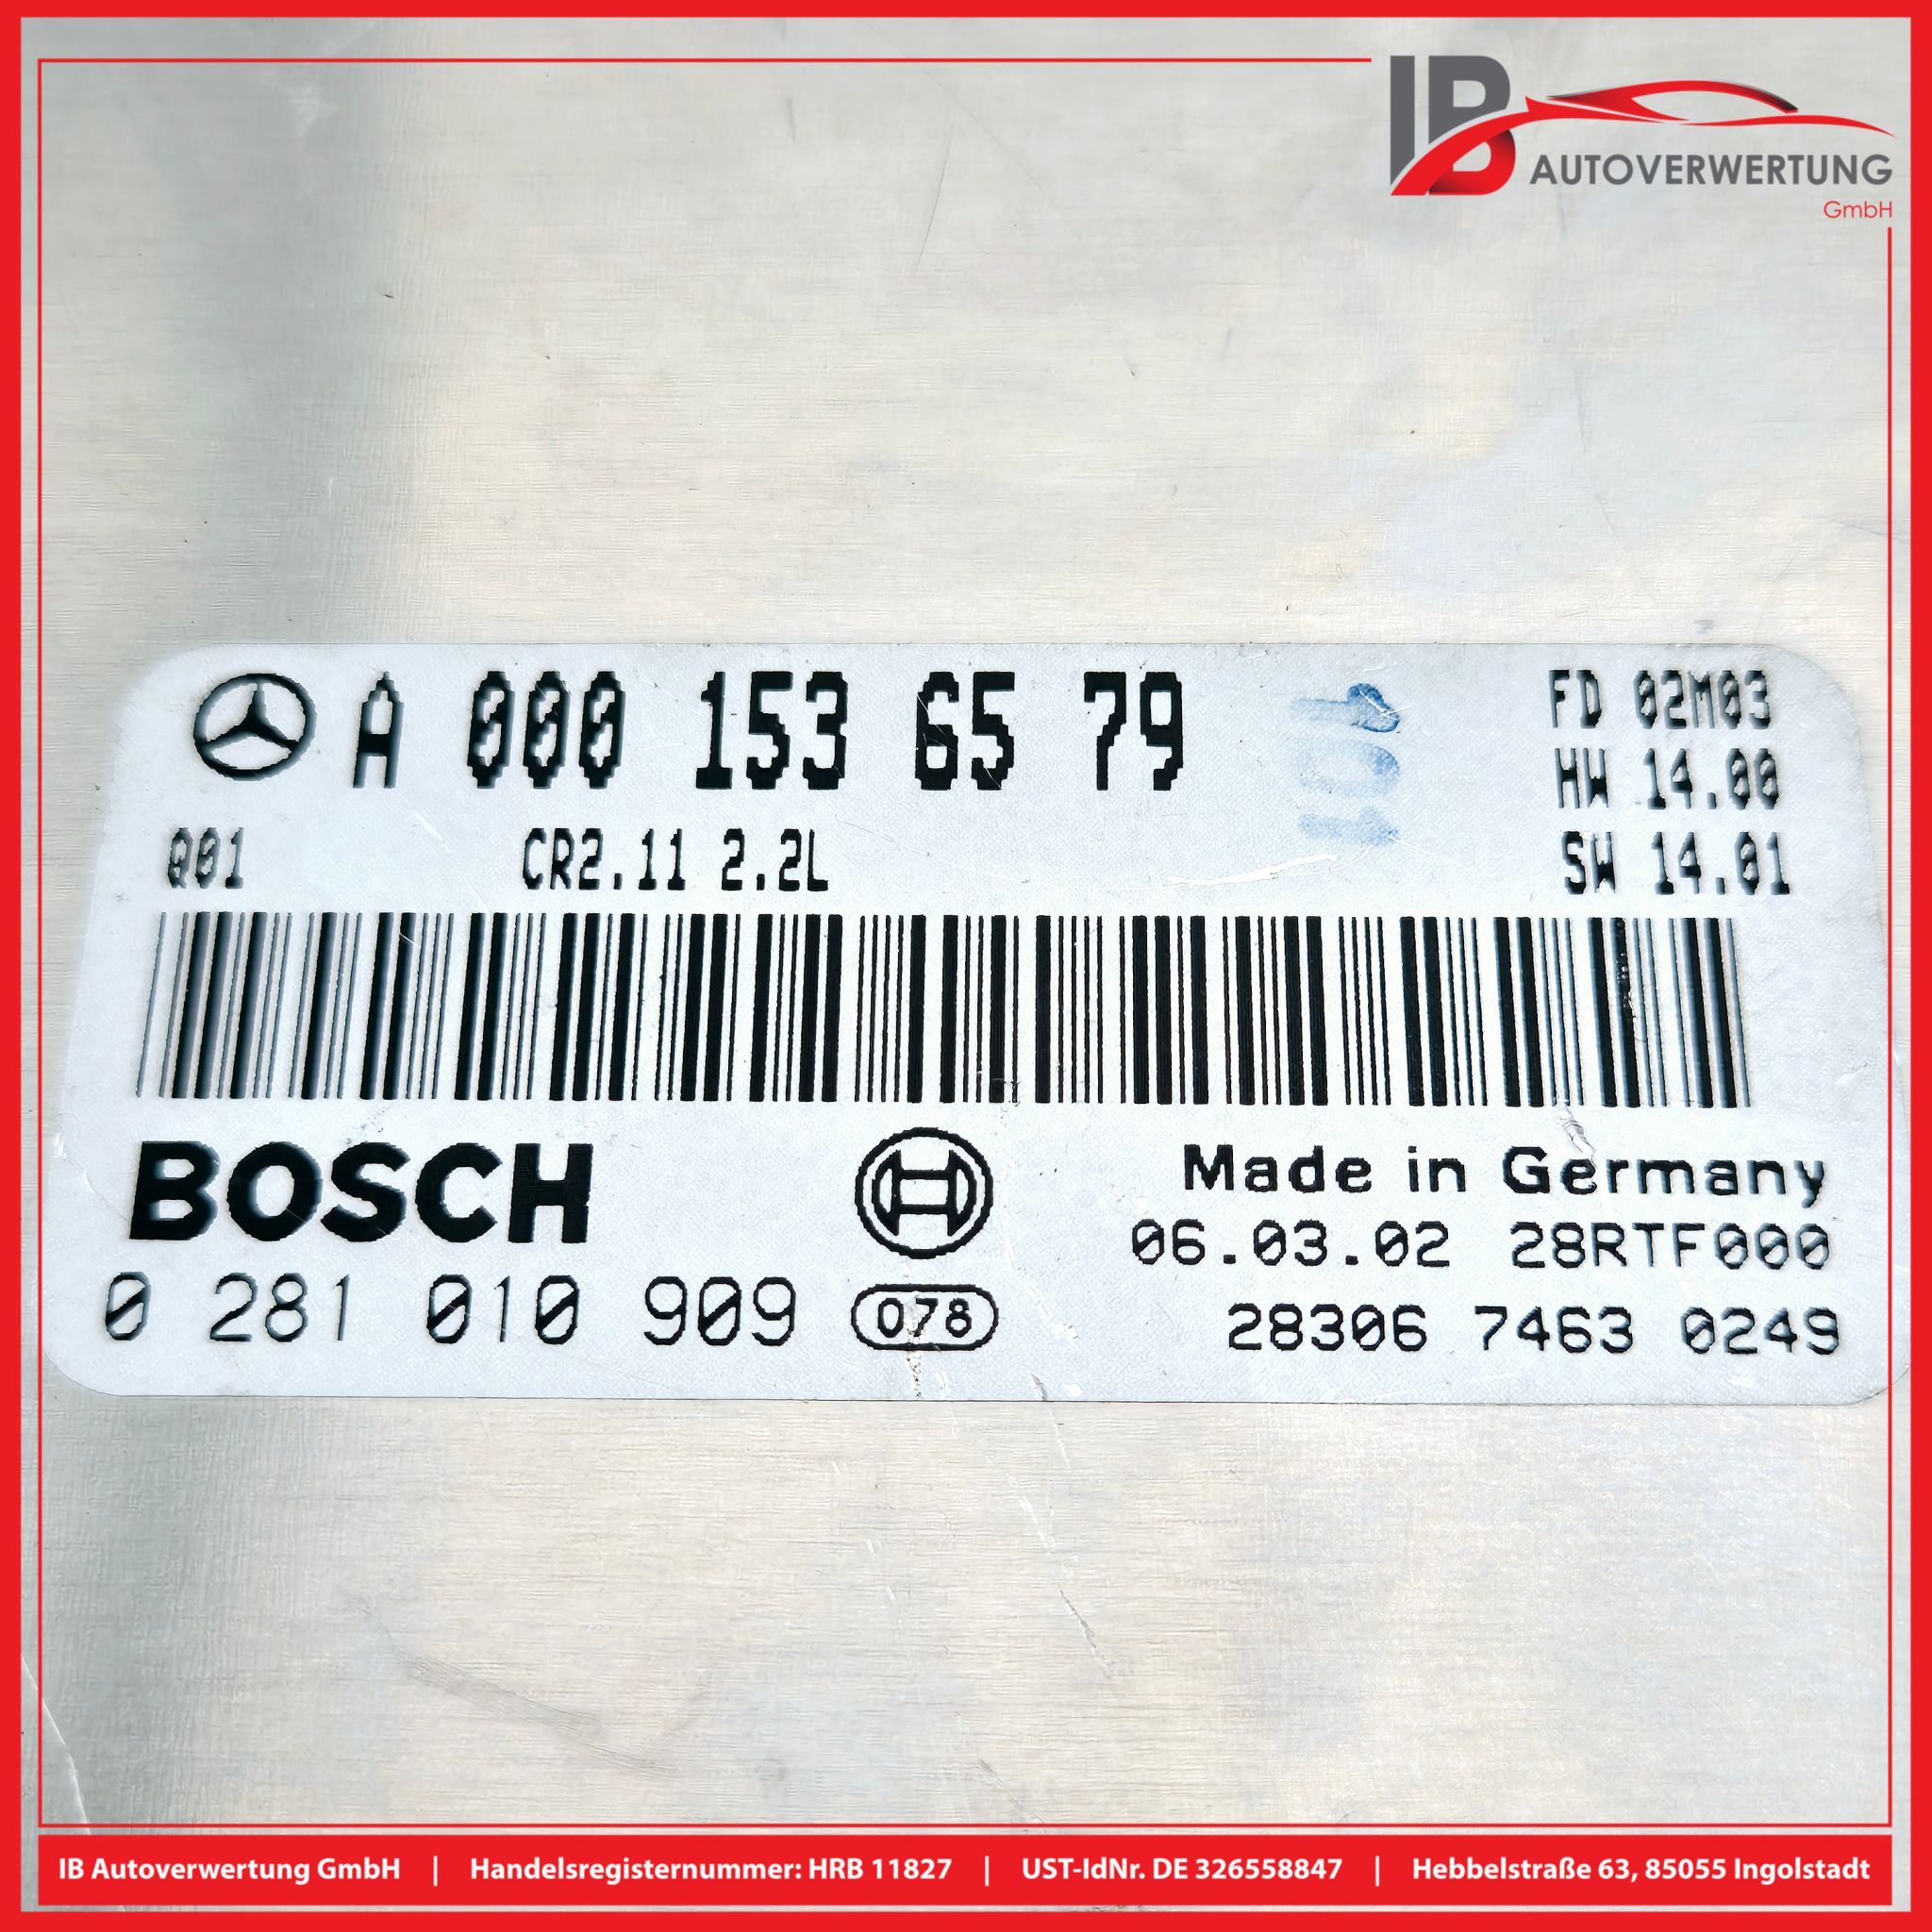 IB AUTOVERWERTUNG
GmbH
A 000 153 65 79
FD 02M03
HW 14.00
Q01 CR2.11 2.2L
SW 14.01
101
BOSCH
Made in Germany
06.03.02 28RTF000
0 281 010 909 078
28306 7463 0249
IB Autoverwertung GmbH | Handelsregisternummer: HRB 11827 | UST-IdNr. DE 326558847 | Hebbelstraße 63, 85055 Ingolstadt